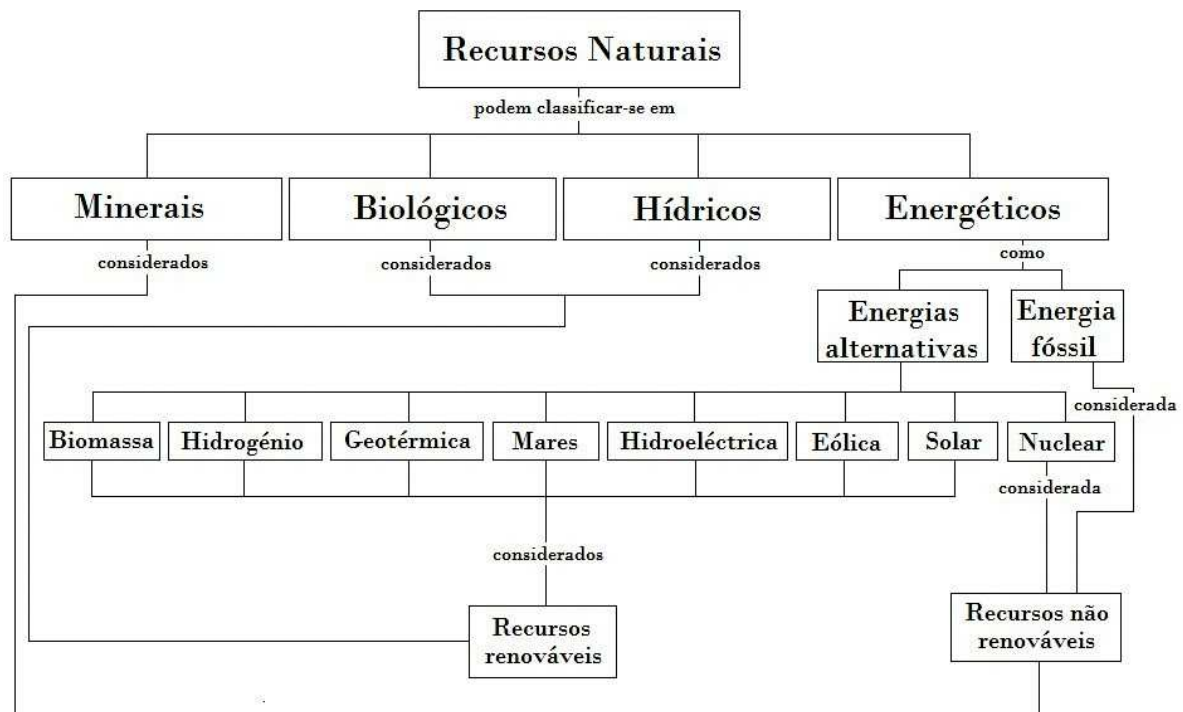 Recursos Naturais
podem classificar-se em
Minerais
Biológicos
Hídricos
Energéticos
considerados
considerados
considerados
como
Energias
alternativas
Energia
fóssil
considerada
Biomassa
Hidrogénio
Geotérmica
Mares
Hidroeléctrica
Eólica
Solar
Nuclear
considerada
considerados
Recursos
renováveis
Recursos não
renováveis